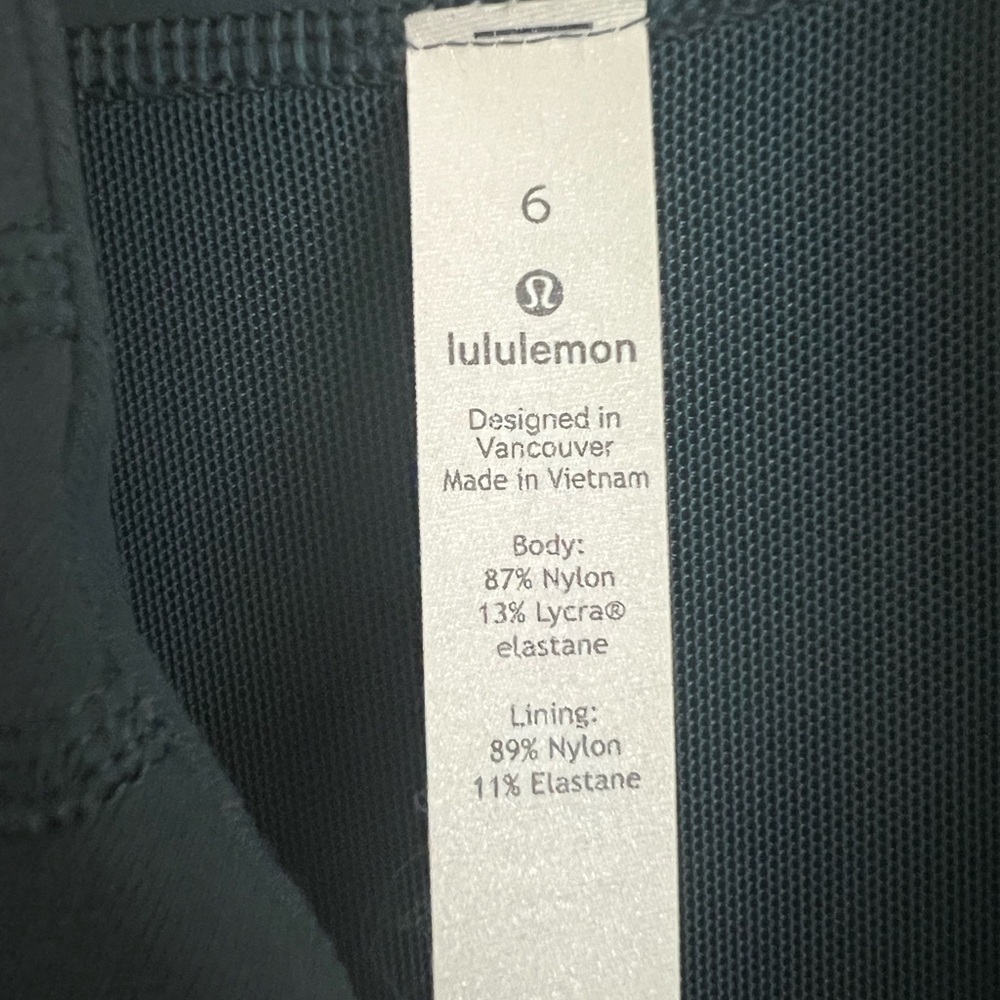 6
lululemon
Designed in
Vancouver
Made in Vietnam
Body:
87% Nylon
13% Lycra®
elastane
Lining:
89% Nylon
11% Elastane